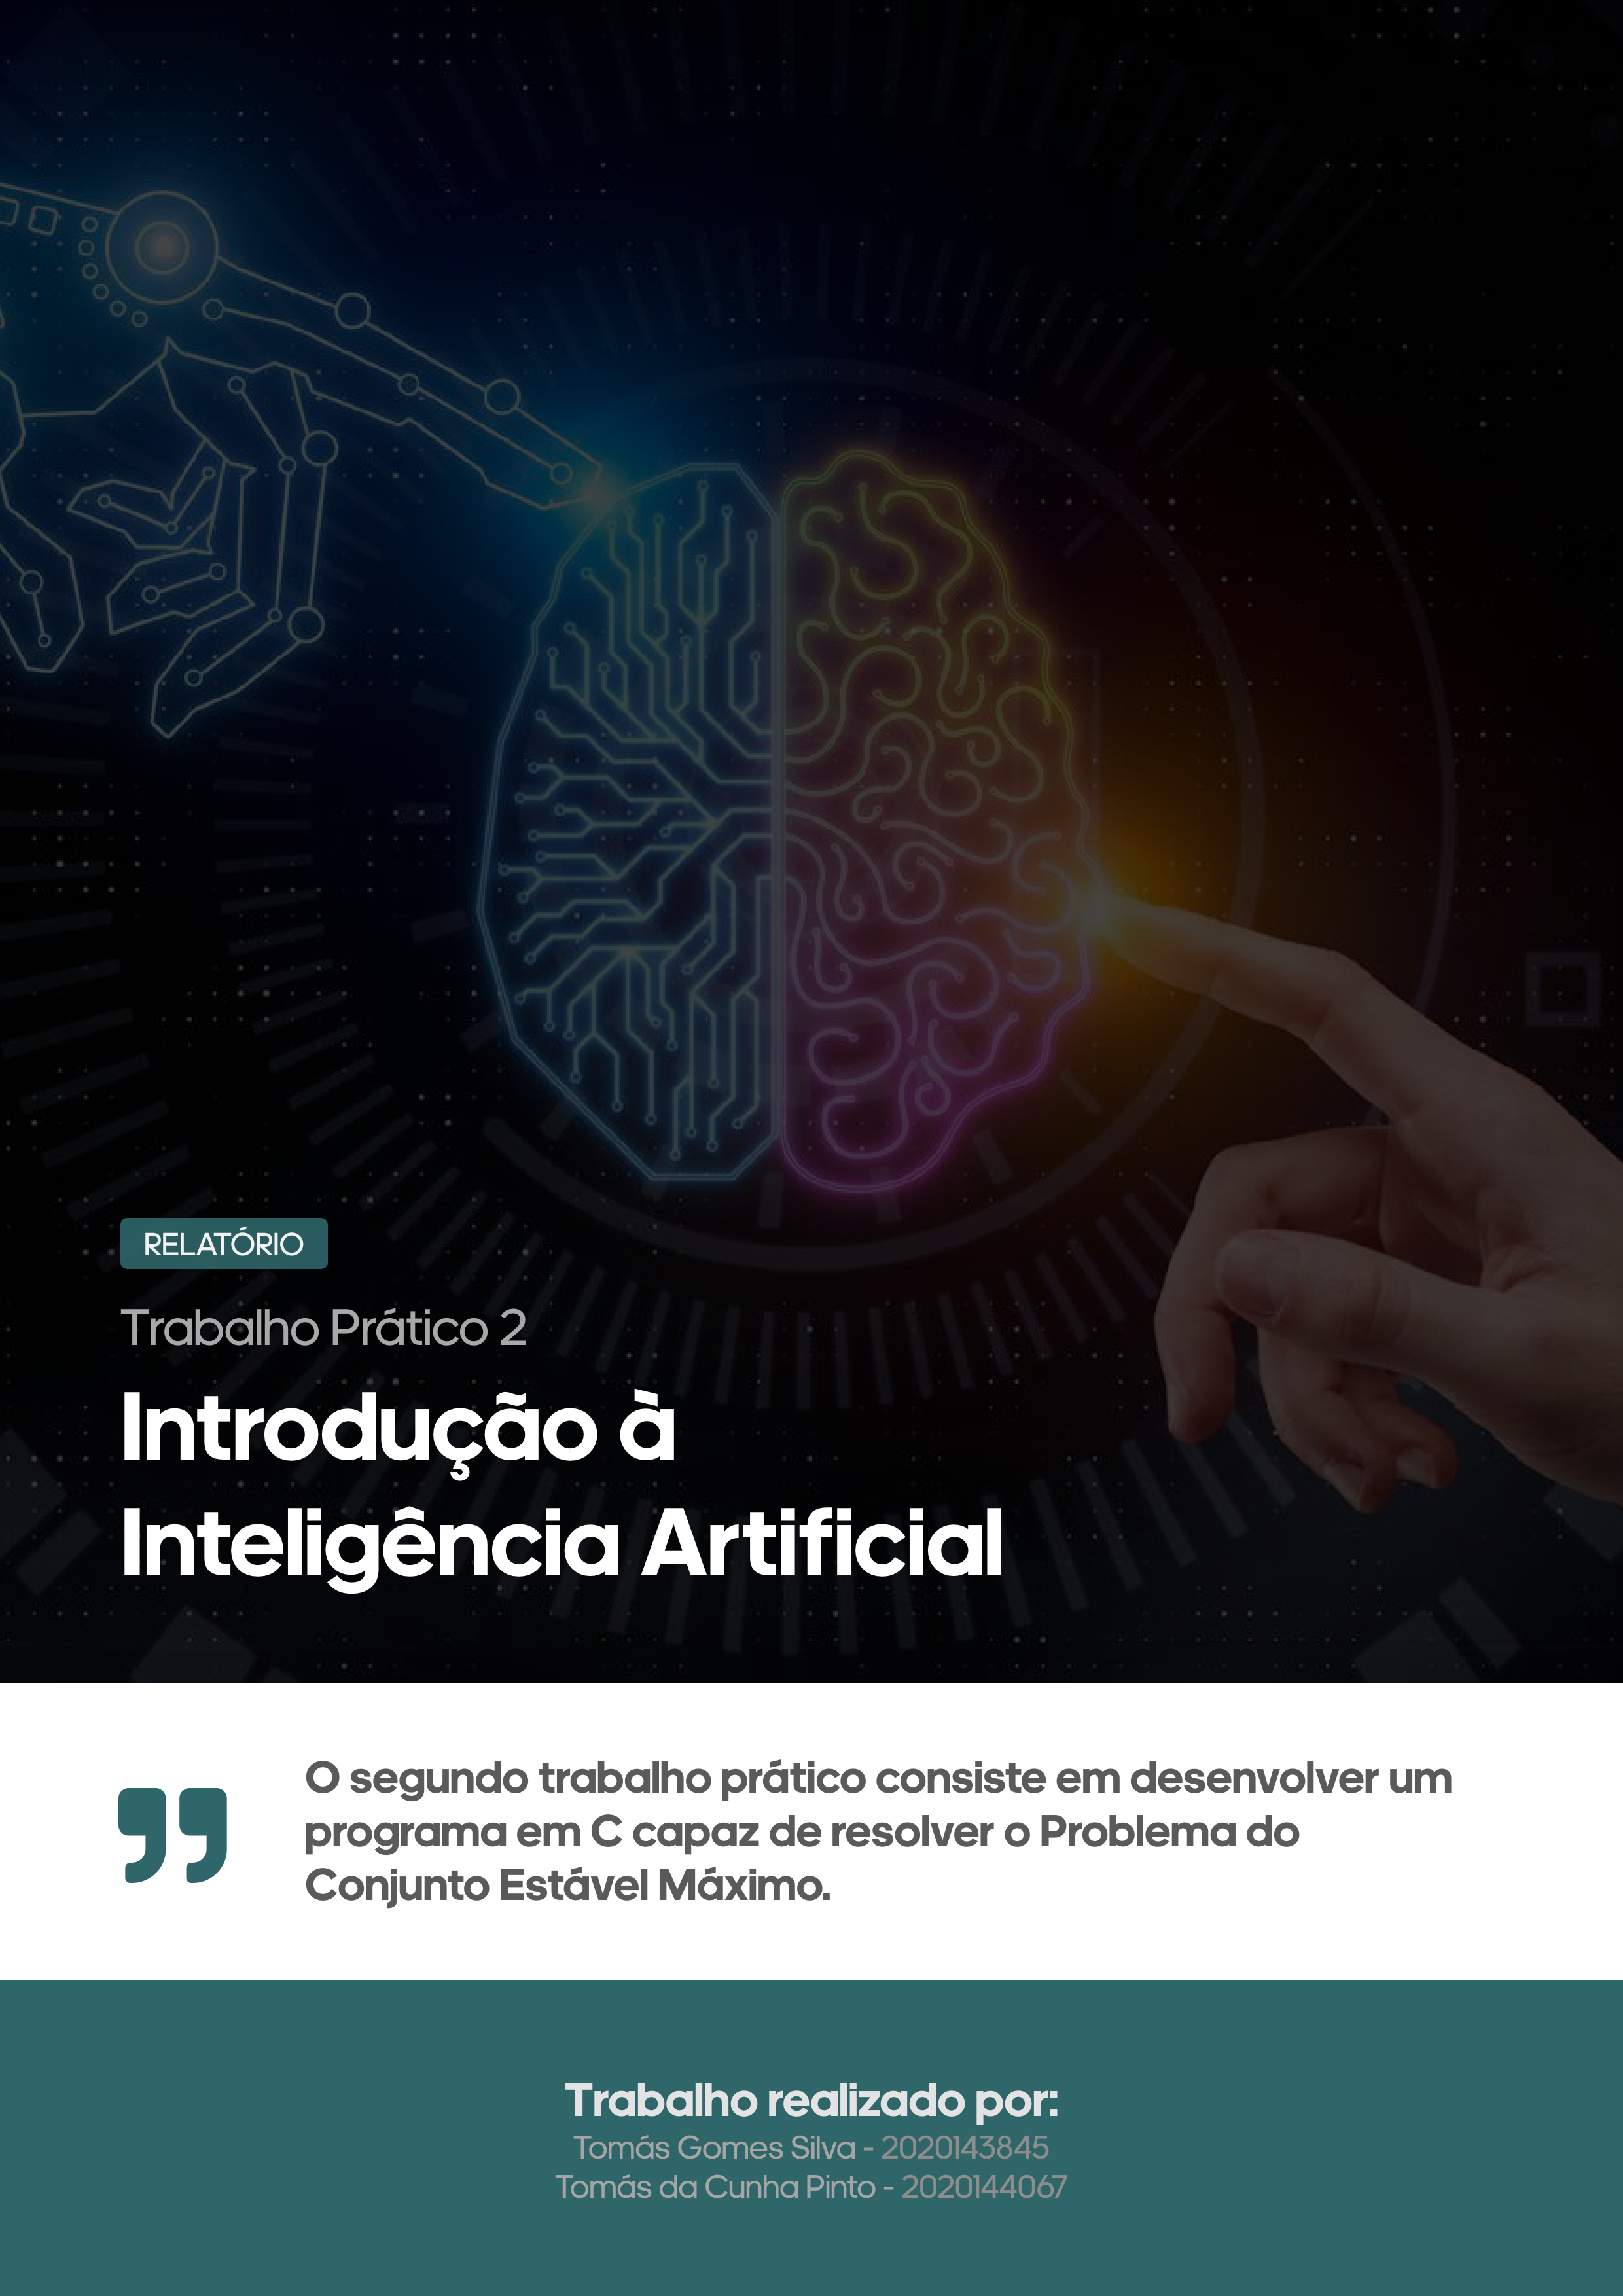 RELATÓRIO
Trabalho Prático 2
Introdução à
Inteligência Artificial
O segundo trabalho prático consiste em desenvolver um
programa em C capaz de resolver o Problema do
Conjunto Estável Máximo.
Trabalho realizado por:
Tomás Gomes Silva - 2020143845
Tomás da Cunha Pinto - 2020144067